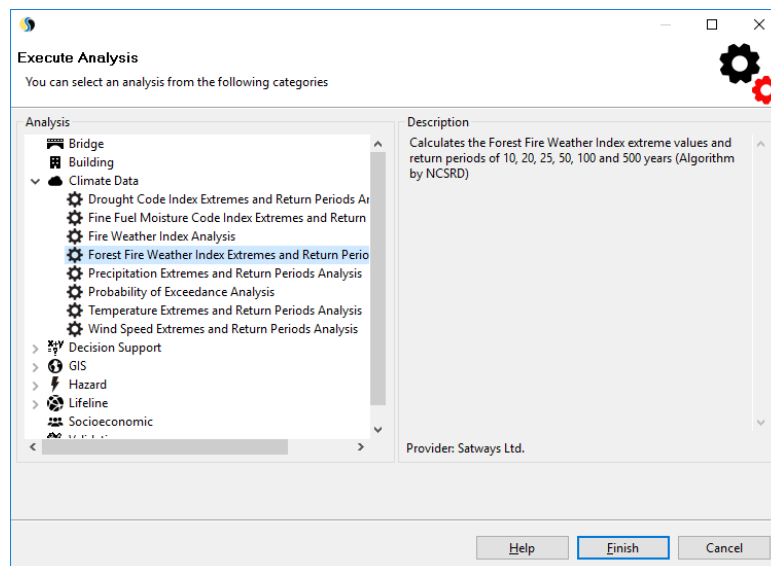 Execute Analysis
You can select an analysis from the following categories
Analysis
Bridge
Building
Climate Data
Drought Code Index Extremes and Return Periods Ar
Fine Fuel Moisture Code Index Extremes and Return
Fire Weather Index Analysis
Forest Fire Weather Index Extremes and Return Perio
Precipitation Extremes and Return Periods Analysis
Probability of Exceedance Analysis
Temperature Extremes and Return Periods Analysis
Wind Speed Extremes and Return Periods Analysis
Decision Support
GIS
Hazard
Lifeline
Socioeconomic
Description
Calculates the Forest Fire Weather Index extreme values and
return periods of 10, 20, 25, 50, 100 and 500 years (Algorithm
by NCSRD)
Provider: Satways Ltd.
Help
Finish
Cancel